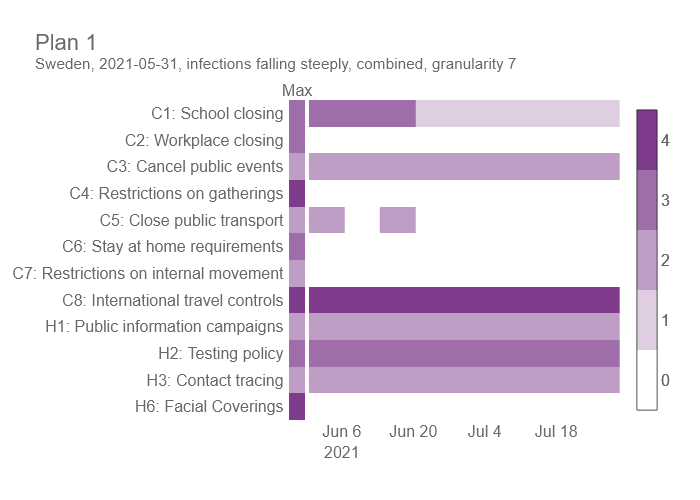 Plan 1
Sweden, 2021-05-31, infections falling steeply, combined, granularity 7
Max
C1: School closing
C2: Workplace closing
C3: Cancel public events
C4: Restrictions on gatherings
C5: Close public transport
C6: Stay at home requirements
C7: Restrictions on internal movement
C8: International travel controls
H1: Public information campaigns
H2: Testing policy
H3: Contact tracing
H6: Facial Coverings
4
3
2
1
0
Jun 6 Jun 20 Jul 4 Jul 18
2021